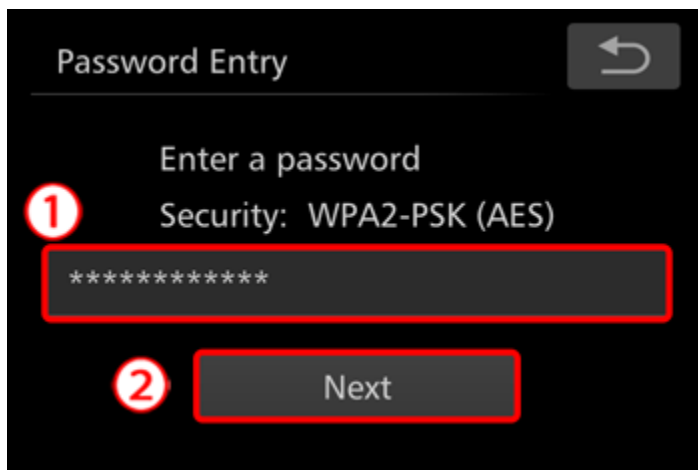 Password Entry
Enter a password
1
Security: WPA2-PSK (AES)
************
2
Next